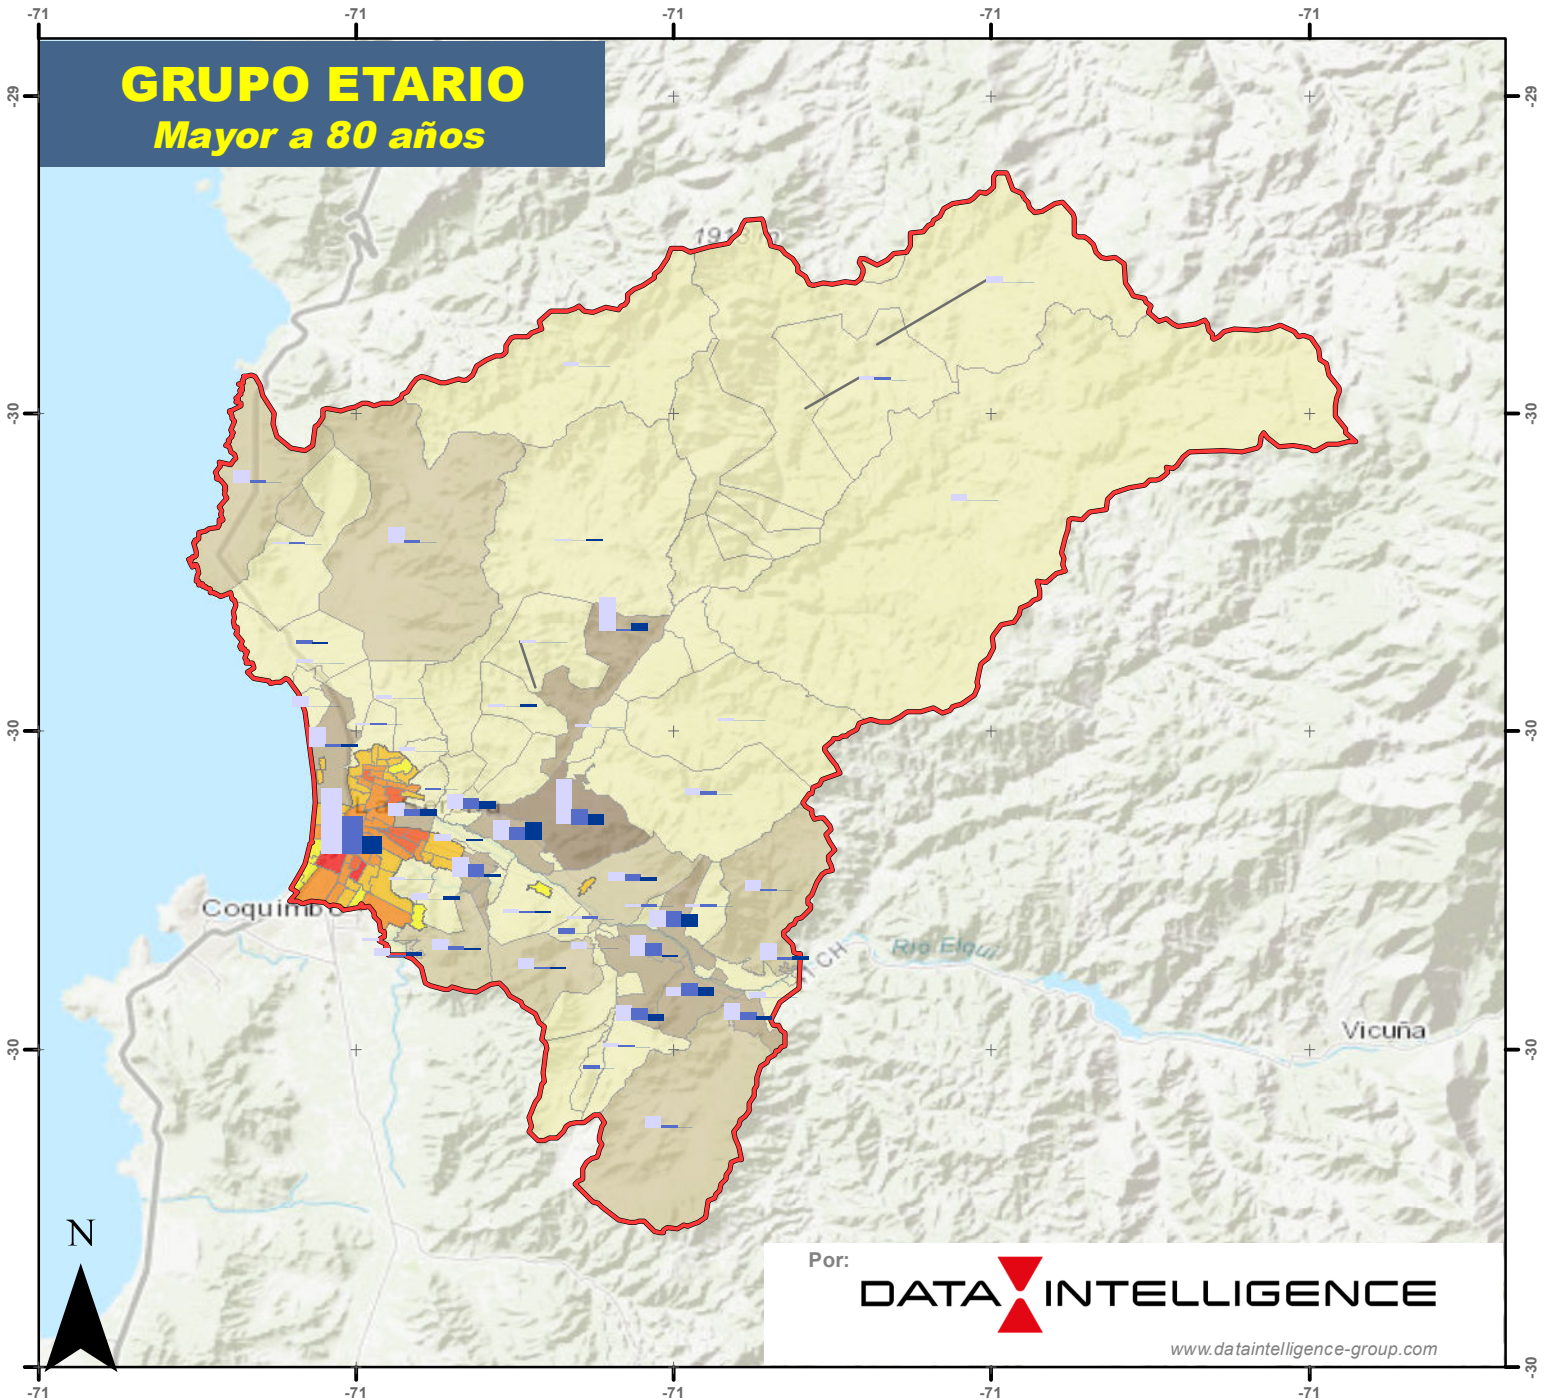 -71 -71 -71 -71 -71
GRUPO ETARIO
Mayor a 80 años
-29 -29
-30 -30
-30 -30
Coquimbo
Río Elqui
CH
Vicuña
-30 -30
N
Por:
DATA INTELLIGENCE
www.dataintelligence-group.com
-30
-71 -71 -71 -71 -71